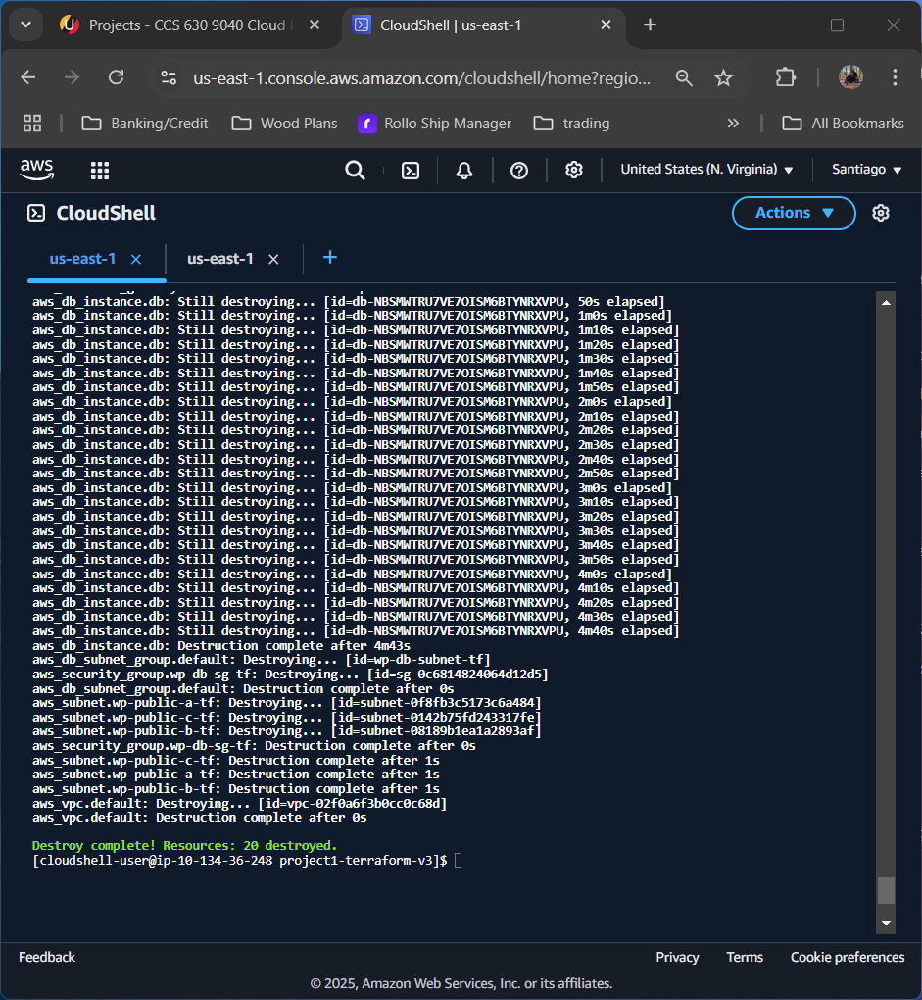 Projects - CCS 630 9040 Cloud
CloudShell | us-east-1
us-east-1.console.aws.amazon.com/cloudshell/home?regio...
Banking/Credit
Wood Plans
Rollo Ship Manager
trading
All Bookmarks
aws
United States (N. Virginia)
Santiago
CloudShell
Actions
us-east-1
us-east-1
aws_db_instance.db: Still destroying... [id=db-NBSMWTRU7VE7OISM6BTYNRXVPU, 50s elapsed]
aws_db_instance.db: Still destroying... [id=db-NBSMWTRU7VE7OISM6BTYNRXVPU, 1m0s elapsed]
aws_db_instance.db: Still destroying... [id=db-NBSMWTRU7VE7OISM6BTYNRXVPU, 1m10s elapsed]
aws_db_instance.db: Still destroying... [id=db-NBSMWTRU7VE7OISM6BTYNRXVPU, 1m20s elapsed]
aws_db_instance.db: Still destroying... [id=db-NBSMWTRU7VE7OISM6BTYNRXVPU, 1m30s elapsed]
aws_db_instance.db: Still destroying... [id=db-NBSMWTRU7VE7OISM6BTYNRXVPU, 1m40s elapsed]
aws_db_instance.db: Still destroying... [id=db-NBSMWTRU7VE7OISM6BTYNRXVPU, 1m50s elapsed]
aws_db_instance.db: Still destroying... [id=db-NBSMWTRU7VE7OISM6BTYNRXVPU, 2m0s elapsed]
aws_db_instance.db: Still destroying... [id=db-NBSMWTRU7VE7OISM6BTYNRXVPU, 2m10s elapsed]
aws_db_instance.db: Still destroying... [id=db-NBSMWTRU7VE7OISM6BTYNRXVPU, 2m20s elapsed]
aws_db_instance.db: Still destroying... [id=db-NBSMWTRU7VE7OISM6BTYNRXVPU, 2m30s elapsed]
aws_db_instance.db: Still destroying... [id=db-NBSMWTRU7VE7OISM6BTYNRXVPU, 2m40s elapsed]
aws_db_instance.db: Still destroying... [id=db-NBSMWTRU7VE7OISM6BTYNRXVPU, 2m50s elapsed]
aws_db_instance.db: Still destroying... [id=db-NBSMWTRU7VE7OISM6BTYNRXVPU, 3m0s elapsed]
aws_db_instance.db: Still destroying... [id=db-NBSMWTRU7VE7OISM6BTYNRXVPU, 3m10s elapsed]
aws_db_instance.db: Still destroying... [id=db-NBSMWTRU7VE7OISM6BTYNRXVPU, 3m20s elapsed]
aws_db_instance.db: Still destroying... [id=db-NBSMWTRU7VE7OISM6BTYNRXVPU, 3m30s elapsed]
aws_db_instance.db: Still destroying... [id=db-NBSMWTRU7VE7OISM6BTYNRXVPU, 3m40s elapsed]
aws_db_instance.db: Still destroying... [id=db-NBSMWTRU7VE7OISM6BTYNRXVPU, 3m50s elapsed]
aws_db_instance.db: Still destroying... [id=db-NBSMWTRU7VE7OISM6BTYNRXVPU, 4m0s elapsed]
aws_db_instance.db: Still destroying... [id=db-NBSMWTRU7VE7OISM6BTYNRXVPU, 4m10s elapsed]
aws_db_instance.db: Still destroying... [id=db-NBSMWTRU7VE7OISM6BTYNRXVPU, 4m20s elapsed]
aws_db_instance.db: Still destroying... [id=db-NBSMWTRU7VE7OISM6BTYNRXVPU, 4m30s elapsed]
aws_db_instance.db: Still destroying... [id=db-NBSMWTRU7VE7OISM6BTYNRXVPU, 4m40s elapsed]
aws_db_instance.db: Destruction complete after 4m43s
aws_db_subnet_group.default: Destroying... [id=wp-db-subnet-tf]
aws_security_group.wp-db-sg-tf: Destroying... [id=sg-0c6814824064d12d5]
aws_db_subnet_group.default: Destruction complete after 0s
aws_subnet.wp-public-a-tf: Destroying... [id=subnet-0f8fb3c5173c6a484]
aws_subnet.wp-public-c-tf: Destroying... [id=subnet-0142b75fd243317fe]
aws_subnet.wp-public-b-tf: Destroying... [id=subnet-08189b1ea1a2893af]
aws_security_group.wp-db-sg-tf: Destruction complete after 0s
aws_subnet.wp-public-c-tf: Destruction complete after 1s
aws_subnet.wp-public-a-tf: Destruction complete after 1s
aws_subnet.wp-public-b-tf: Destruction complete after 1s
aws_vpc.default: Destroying... [id=vpc-02f0a6f3b0cc0c68d]
aws_vpc.default: Destruction complete after 0s
Destroy complete! Resources: 20 destroyed.
[cloudshell-user@ip-10-134-36-248 project1-terraform-v3]$
Feedback
Privacy
Terms
Cookie preferences
© 2025, Amazon Web Services, Inc. or its affiliates.